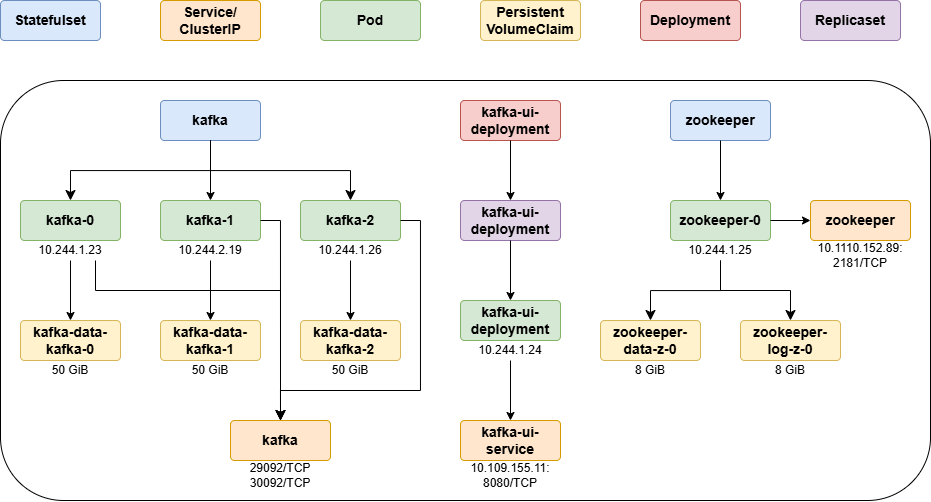 Statefulset
Service/
ClusterIP
Pod
Persistent
VolumeClaim
Deployment
Replicaset
kafka
kafka-ui-
deployment
zookeeper
kafka-0
kafka-1
kafka-2
kafka-ui-
deployment
zookeeper-0
zookeeper
10.244.1.23
10.244.2.19
10.244.1.26
10.244.1.25
10.1110.152.89:
2181/TCP
kafka-data-
kafka-0
kafka-data-
kafka-1
kafka-data-
kafka-2
kafka-ui-
deployment
zookeeper-
data-z-0
zookeeper-
log-z-0
50 GiB
50 GiB
50 GiB
10.244.1.24
8 GiB
8 GiB
kafka
kafka-ui-
service
29092/TCP
30092/TCP
10.109.155.11:
8080/TCP